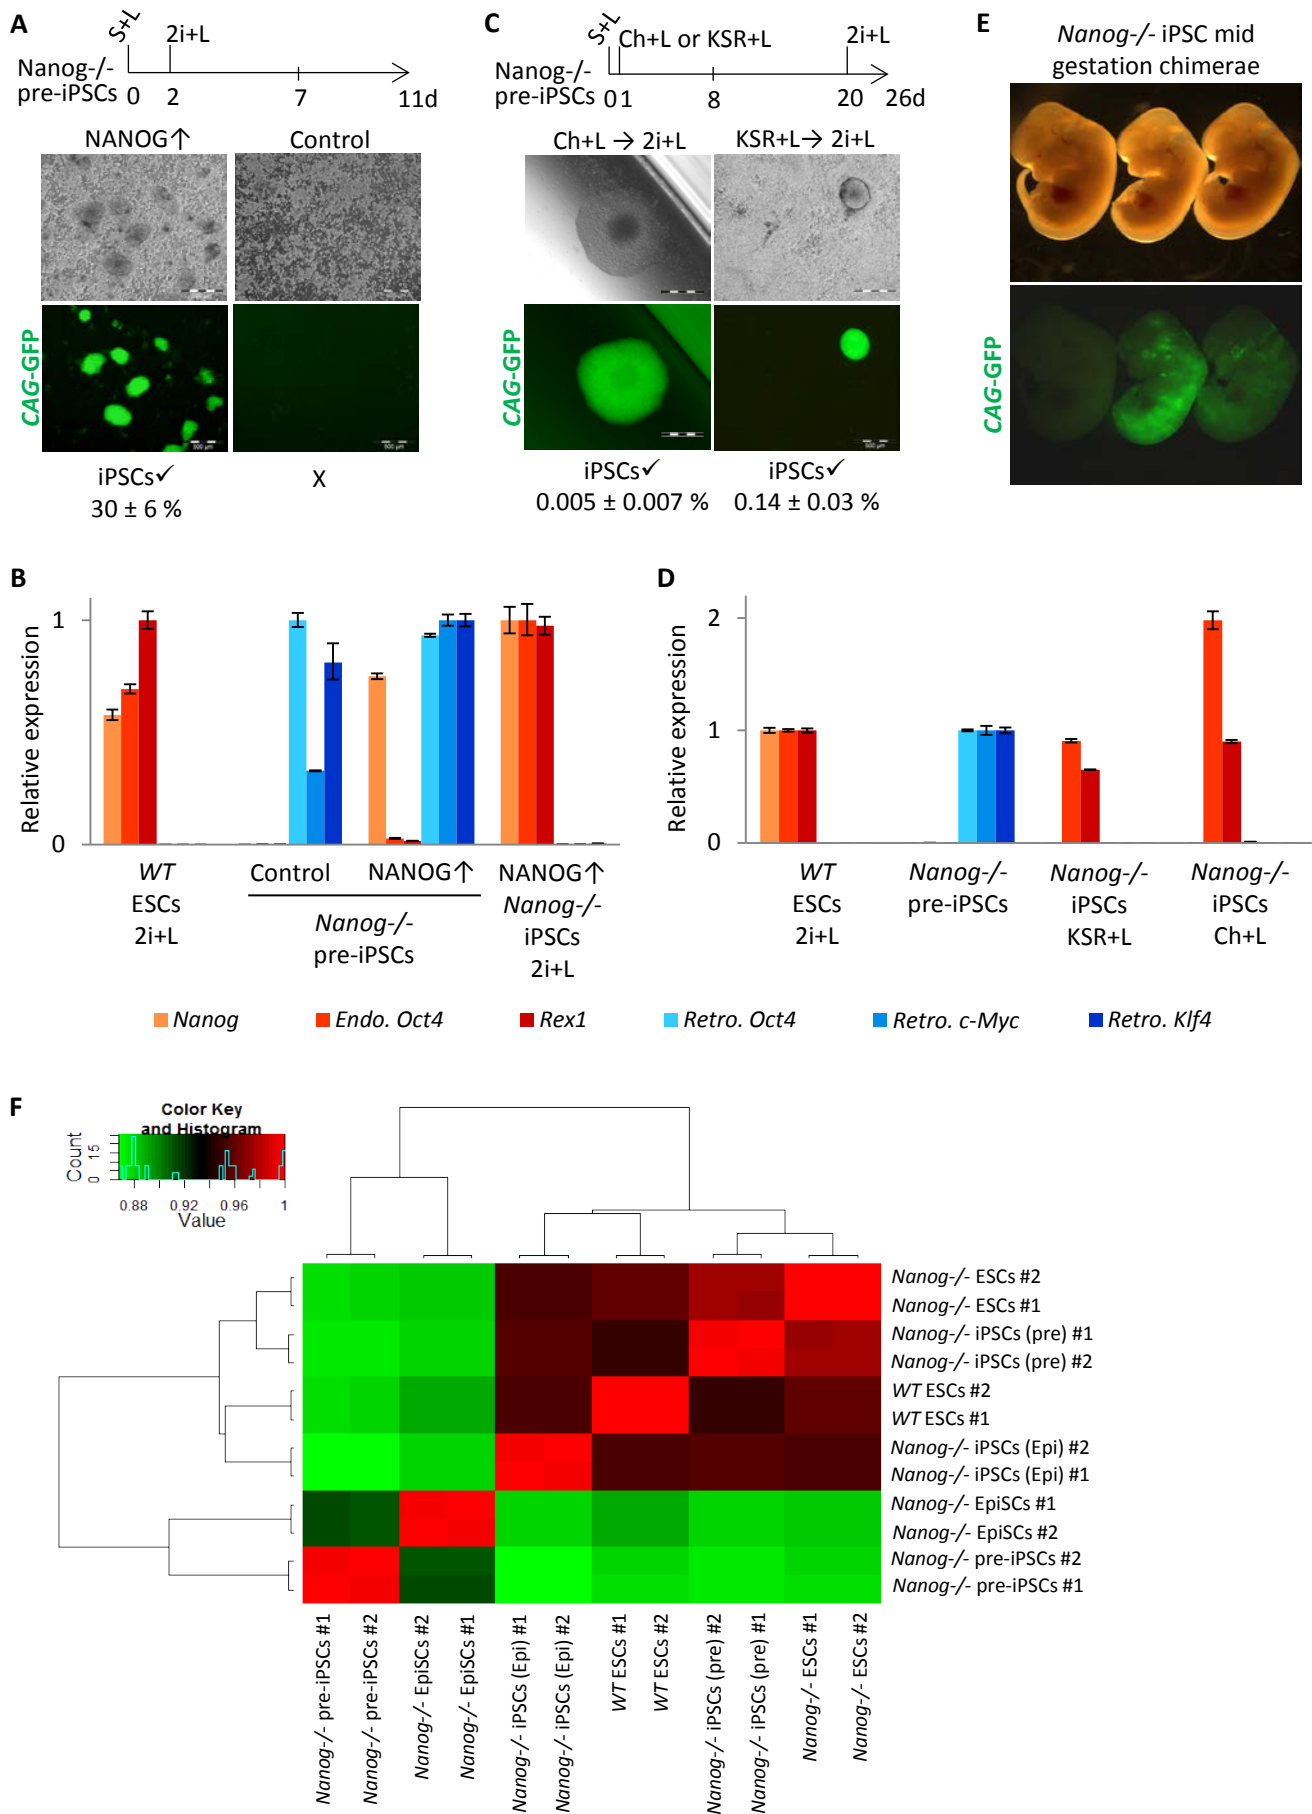 A
S+L
2i+L
Nanog-/-
pre-iPSCs
0
2
7
11d
NANOG↑
Control
CAG-GFP
500 µm
500 µm
iPSCs✓
X
30 ± 6 %
C
S+L
Ch+L or KSR+L
2i+L
Nanog-/-
pre-iPSCs
0
1
8
20
26d
Ch+L → 2i+L
KSR+L→ 2i+L
CAG-GFP
500 µm
iPSCs✓
iPSCs✓
0.005 ± 0.007 %
0.14 ± 0.03 %
E
Nanog-/- iPSC mid
gestation chimerae
CAG-GFP
B
Relative expression
1
0
WT
ESCs
2i+L
Control
NANOG↑
Nanog-/-
pre-iPSCs
NANOG↑
Nanog-/-
iPSCs
2i+L
D
Relative expression
2
1
0
WT
ESCs
2i+L
Nanog-/-
pre-iPSCs
Nanog-/-
iPSCs
KSR+L
Nanog-/-
iPSCs
Ch+L
Nanog
Endo. Oct4
Rex1
Retro. Oct4
Retro. c-Myc
Retro. Klf4
F
Color Key
and Histogram
Count
0 15
0.88 0.92 0.96 1
Value
Nanog-/- ESCs #2
Nanog-/- ESCs #1
Nanog-/- iPSCs (pre) #1
Nanog-/- iPSCs (pre) #2
WT ESCs #2
WT ESCs #1
Nanog-/- iPSCs (Epi) #2
Nanog-/- iPSCs (Epi) #1
Nanog-/- EpiSCs #1
Nanog-/- EpiSCs #2
Nanog-/- pre-iPSCs #2
Nanog-/- pre-iPSCs #1
Nanog-/- pre-iPSCs #1
Nanog-/- pre-iPSCs #2
Nanog-/- EpiSCs #2
Nanog-/- EpiSCs #1
Nanog-/- iPSCs (Epi) #1
Nanog-/- iPSCs (Epi) #2
WT ESCs #1
WT ESCs #2
Nanog-/- iPSCs (pre) #2
Nanog-/- iPSCs (pre) #1
Nanog-/- ESCs #1
Nanog-/- ESCs #2